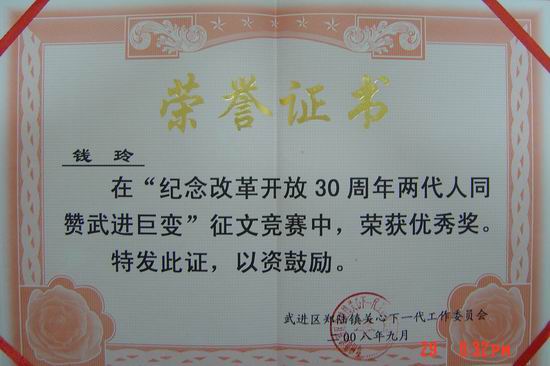 荣誉证书
钱 玲
在“纪念改革开放30周年两代人同
赞武进巨变”征文竞赛中，荣获优秀奖。
特发此证，以资鼓励。
武进区郑陆镇关心下一代工作委员会
二00八年九月